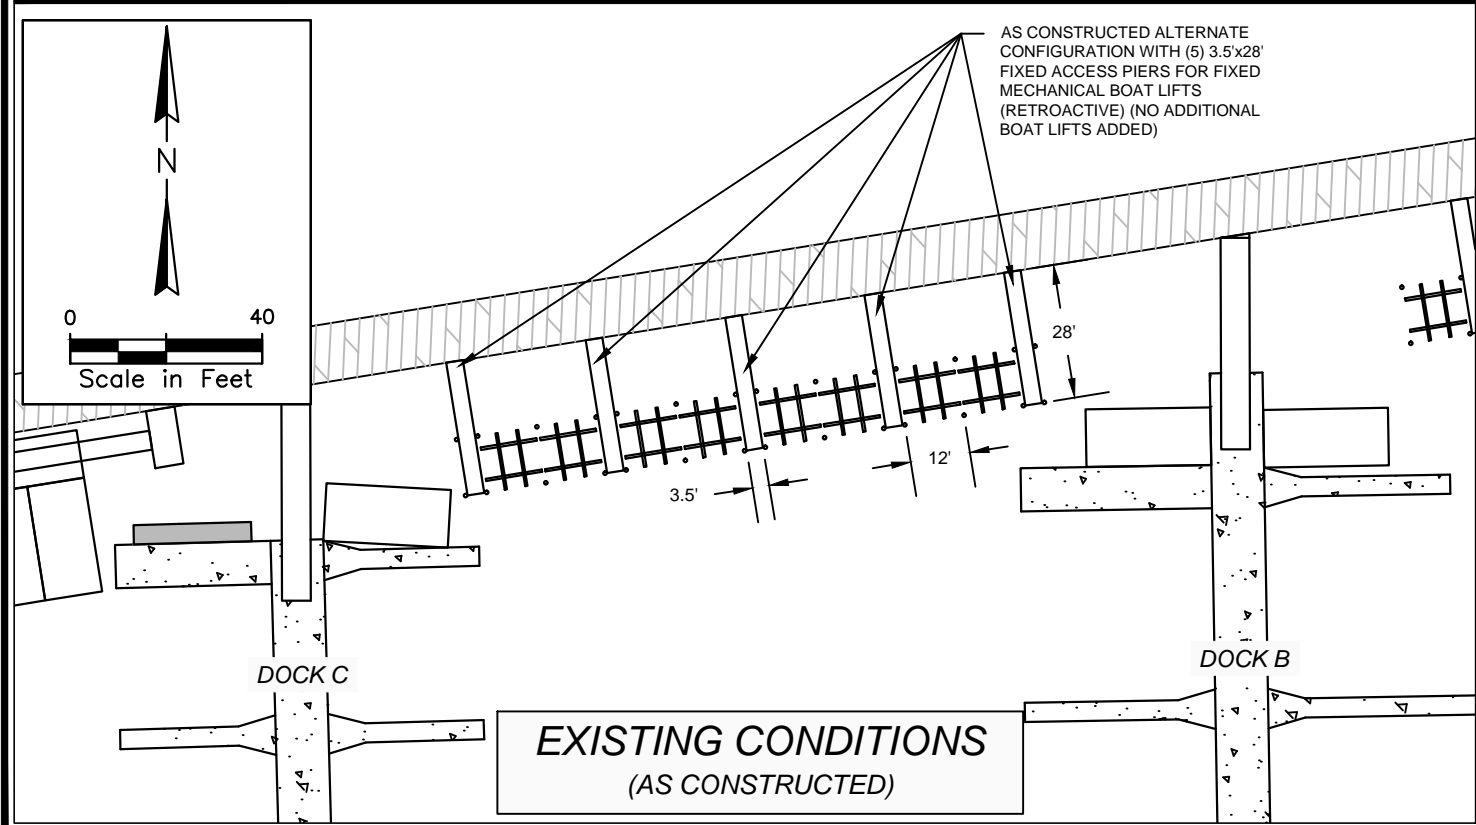 AS CONSTRUCTED ALTERNATE
CONFIGURATION WITH (5) 3.5'x28'
FIXED ACCESS PIERS FOR FIXED
MECHANICAL BOAT LIFTS
(RETROACTIVE) (NO ADDITIONAL
BOAT LIFTS ADDED)
N
0 40
Scale in Feet
28'
12'
3.5'
DOCK C
DOCK B
EXISTING CONDITIONS
(AS CONSTRUCTED)